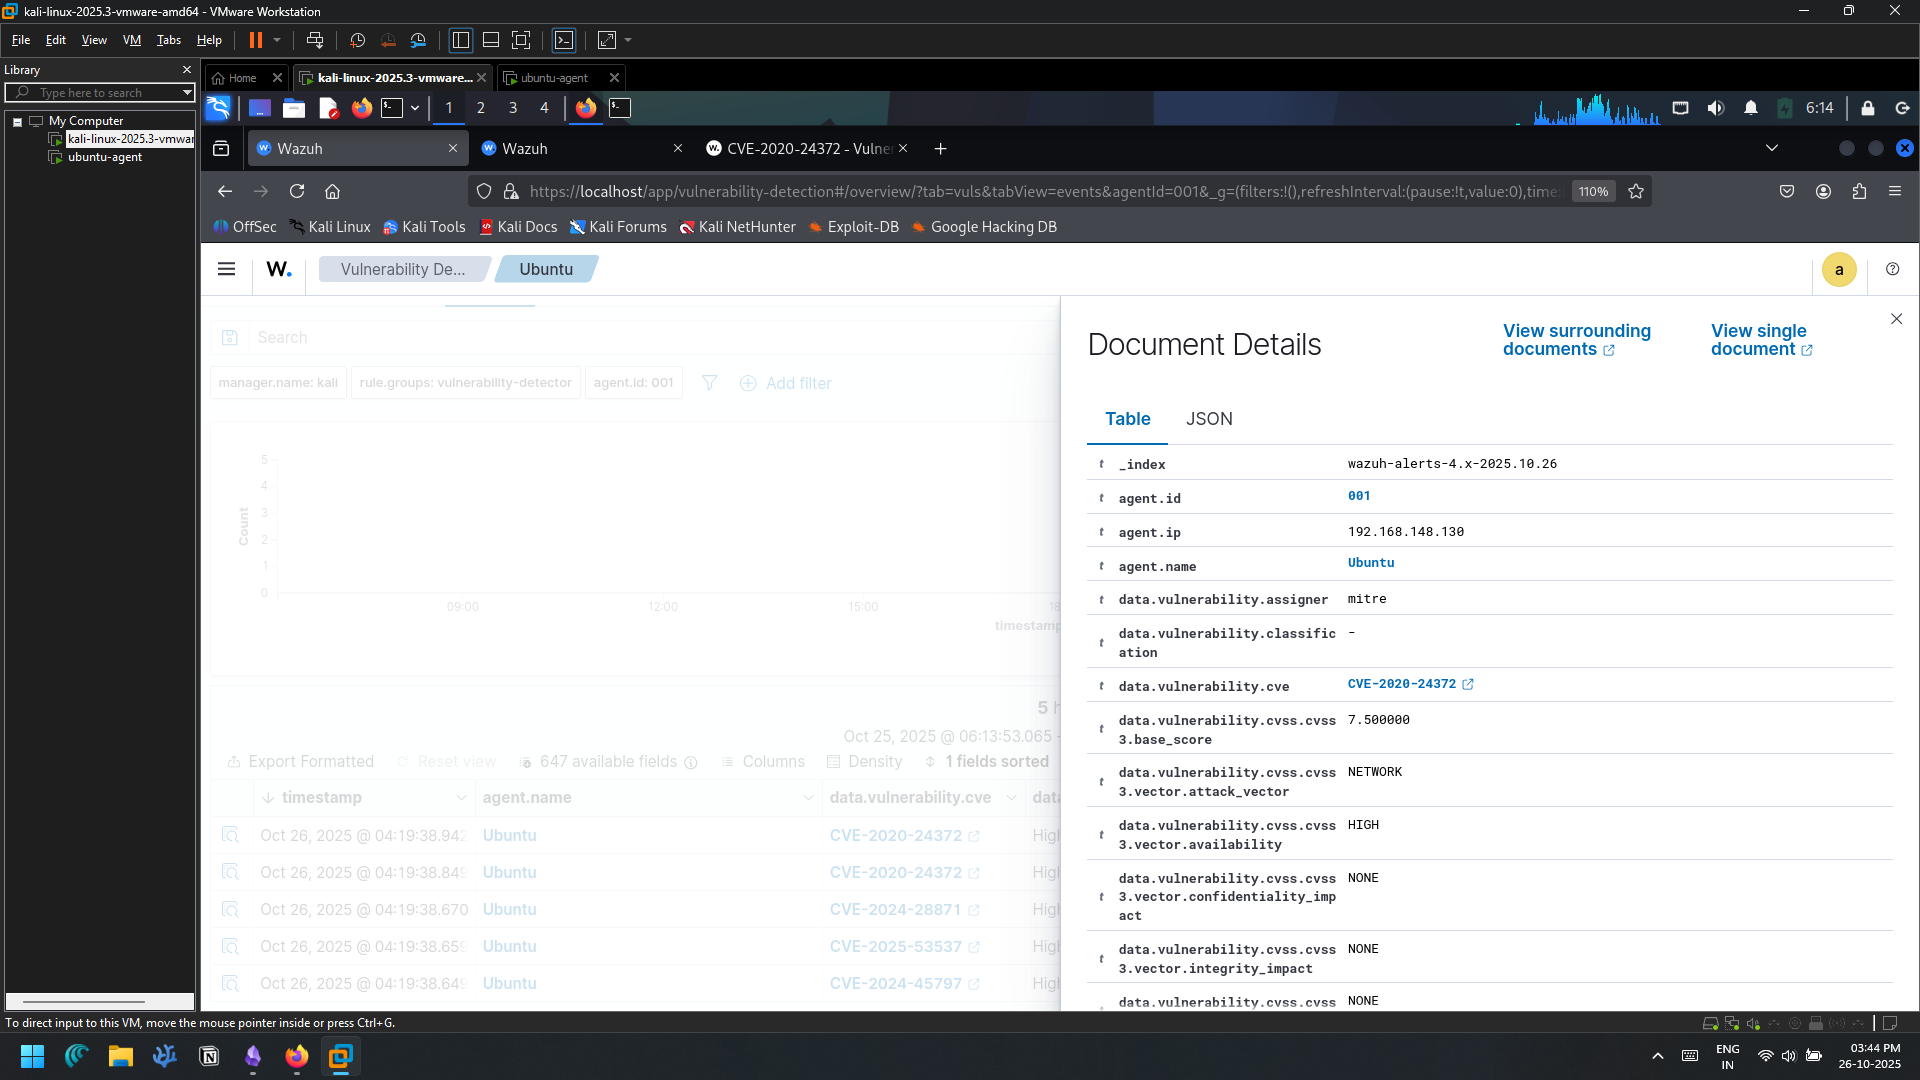 kali-linux-2025.3-vmware-amd64 - VMware Workstation
File Edit View VM Tabs Help
Library
Type here to search
My Computer
kali-linux-2025.3-vmwar
ubuntu-agent
Home
kali-linux-2025.3-vmware...
ubuntu-agent
1 2 3 4
6:14
Wazuh
Wazuh
CVE-2020-24372 - Vulne
https://localhost/app/vulnerability-detection#/overview/?tab=vuls&tabView=events&agentId=001&_g=(filters:!(),refreshInterval:(pause:!t,value:0),time:
110%
OffSec Kali Linux Kali Tools Kali Docs Kali Forums Kali NetHunter Exploit-DB Google Hacking DB
W. Vulnerability De... Ubuntu
a
Search
manager.name: kali rule.groups: vulnerability-detector agent.id: 001 Add filter
Count
5
4
3
2
1
0
09:00 12:00 15:00 18
timestamp
5 h
Oct 25, 2025 @ 06:13:53.065 -
Export Formatted Reset view 647 available fields Columns Density 1 fields sorted
timestamp agent.name data.vulnerability.cve data
Oct 26, 2025 @ 04:19:38.942 Ubuntu CVE-2020-24372 High
Oct 26, 2025 @ 04:19:38.849 Ubuntu CVE-2020-24372 High
Oct 26, 2025 @ 04:19:38.670 Ubuntu CVE-2024-28871 High
Oct 26, 2025 @ 04:19:38.659 Ubuntu CVE-2025-53537 High
Oct 26, 2025 @ 04:19:38.649 Ubuntu CVE-2024-45797 High
Document Details
View surrounding documents
View single document
Table JSON
t _index wazuh-alerts-4.x-2025.10.26
t agent.id 001
t agent.ip 192.168.148.130
t agent.name Ubuntu
t data.vulnerability.assigner mitre
t data.vulnerability.classific -
ation
t data.vulnerability.cve CVE-2020-24372
t data.vulnerability.cvss.cvss 7.500000
3.base_score
t data.vulnerability.cvss.cvss NETWORK
3.vector.attack_vector
t data.vulnerability.cvss.cvss HIGH
3.vector.availability
t data.vulnerability.cvss.cvss NONE
3.vector.confidentiality_imp
act
t data.vulnerability.cvss.cvss NONE
3.vector.integrity_impact
data.vulnerability.cvss.cvss NONE
To direct input to this VM, move the mouse pointer inside or press Ctrl+G.
ENG
IN
03:44 PM
26-10-2025